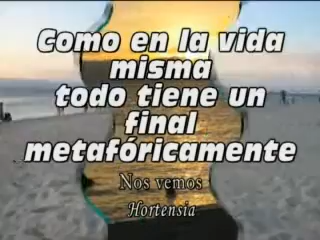 Como en la vida
misma
todo tiene un
final
metafóricamente
Nos vemos
Hortensia